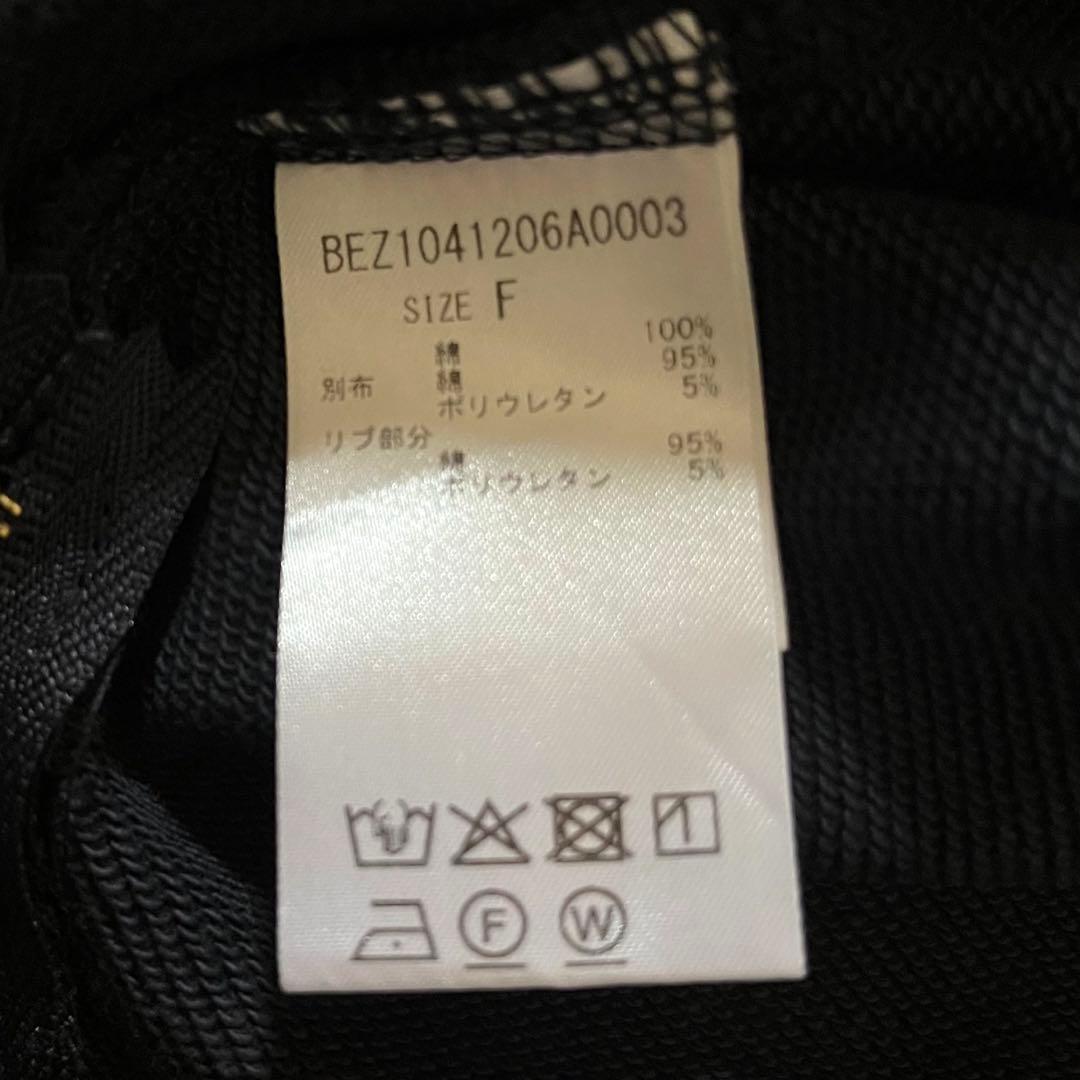 BEZ1041206A0003
SIZE F
綿 100%
別布 綿 95%
ポリウレタン 5%
リブ部分
綿 95%
ポリウレタン 5%
F W